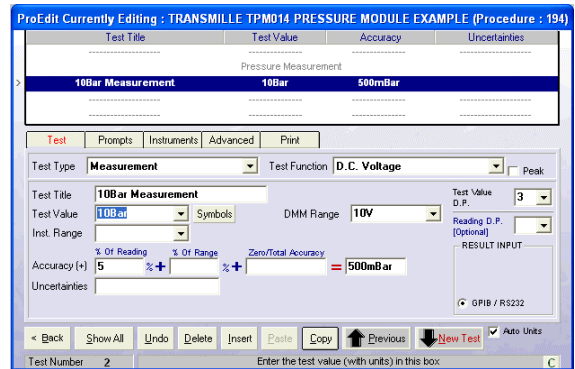 ProEdit Currently Editing : TRANSMILLE TPM014 PRESSURE MODULE EXAMPLE (Procedure : 194)
Test Title Test Value Accuracy Uncertainties
---------------- --------------- --------------- ---------------
Pressure Measurement
> 10Bar Measurement 10Bar 500mBar
---------------- --------------- --------------- ---------------
---------------- --------------- --------------- ---------------
Test Prompts Instruments Advanced Print
Test Type Measurement Test Function D.C. Voltage Peak
Test Title 10Bar Measurement Test Value D.P. 3
Test Value 10Bar Symbols DMM Range 10V
Inst. Range Reading D.P. [Optional]
RESULT INPUT
% Of Reading % Of Range Zero/Total Accuracy
Accuracy (+) 5 % + % + = 500mBar
Uncertainties
GPIB / RS232
< Back Show All Undo Delete Insert Paste Copy Previous New Test Auto Units
Test Number 2 Enter the test value (with units) in this box C